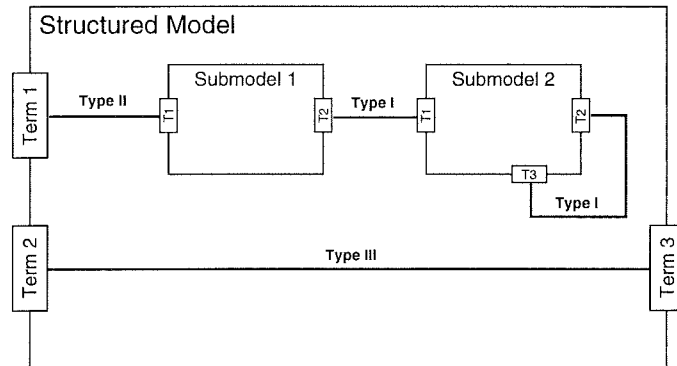 Structured Model
Submodel 1
Submodel 2
Term 1
Type II
T1
T2
Type I
T1
T2
T3
Type I
Term 2
Type III
Term 3